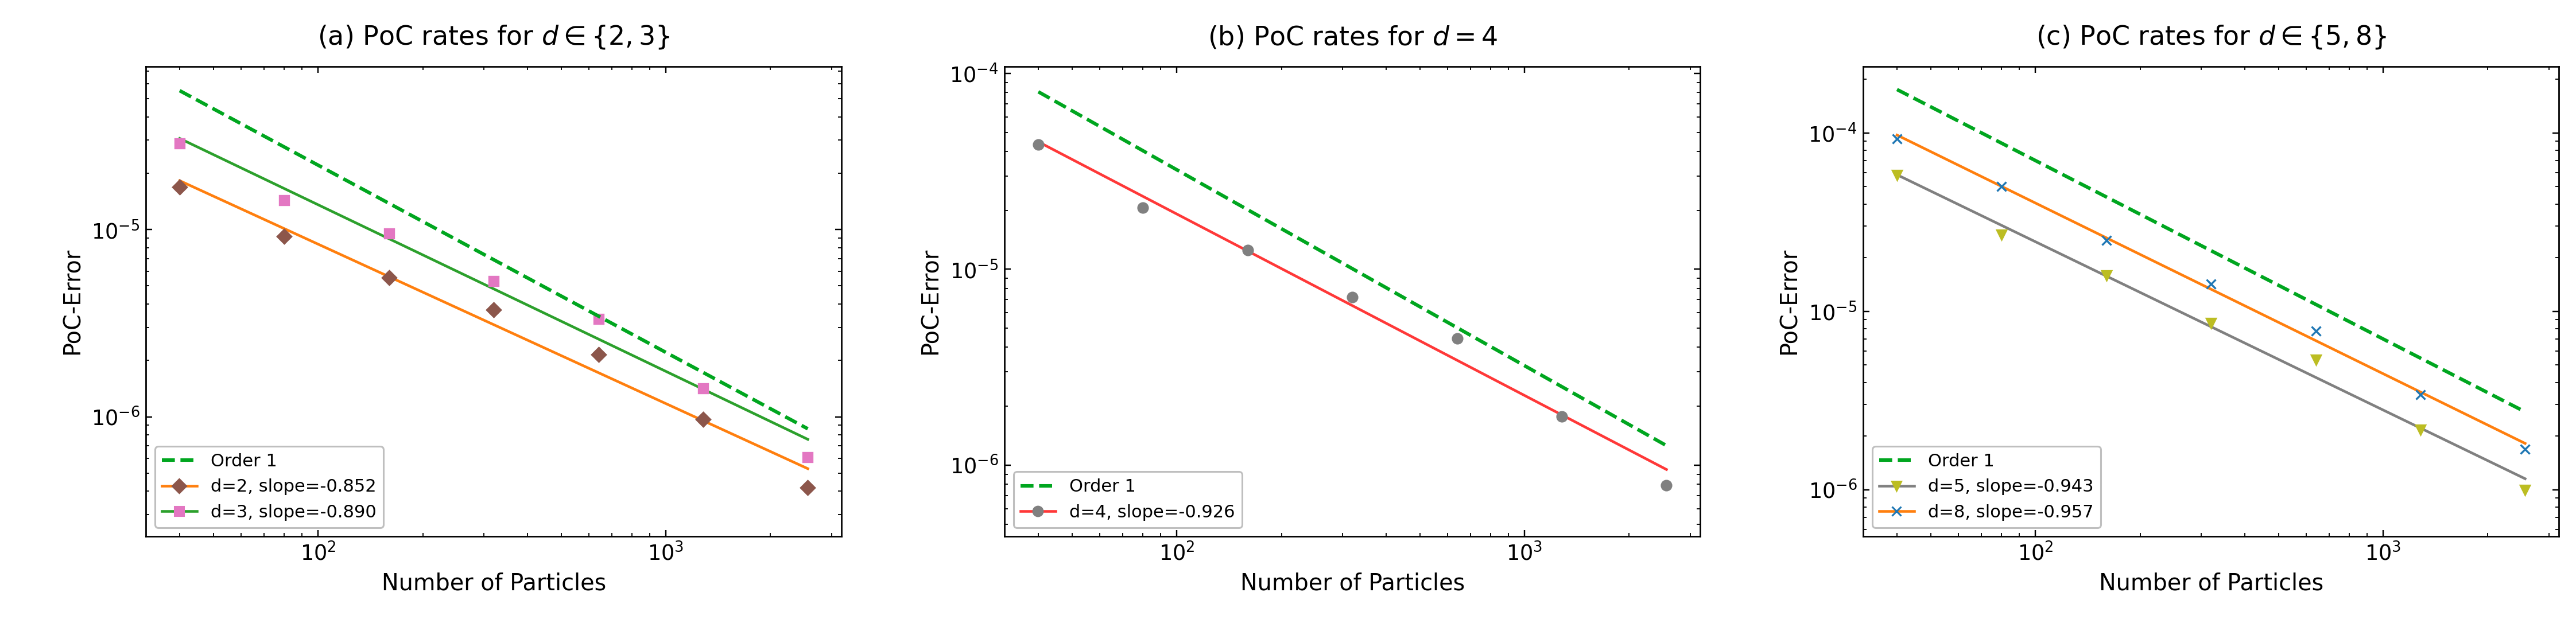 (a) PoC rates for d ∈ {2, 3}
PoC-Error
10⁻⁵
10⁻⁶
Order 1
d=2, slope=-0.852
d=3, slope=-0.890
10² 10³
Number of Particles
(b) PoC rates for d = 4
PoC-Error
10⁻⁴
10⁻⁵
10⁻⁶
Order 1
d=4, slope=-0.926
10² 10³
Number of Particles
(c) PoC rates for d ∈ {5, 8}
PoC-Error
10⁻⁴
10⁻⁵
10⁻⁶
Order 1
d=5, slope=-0.943
d=8, slope=-0.957
10² 10³
Number of Particles